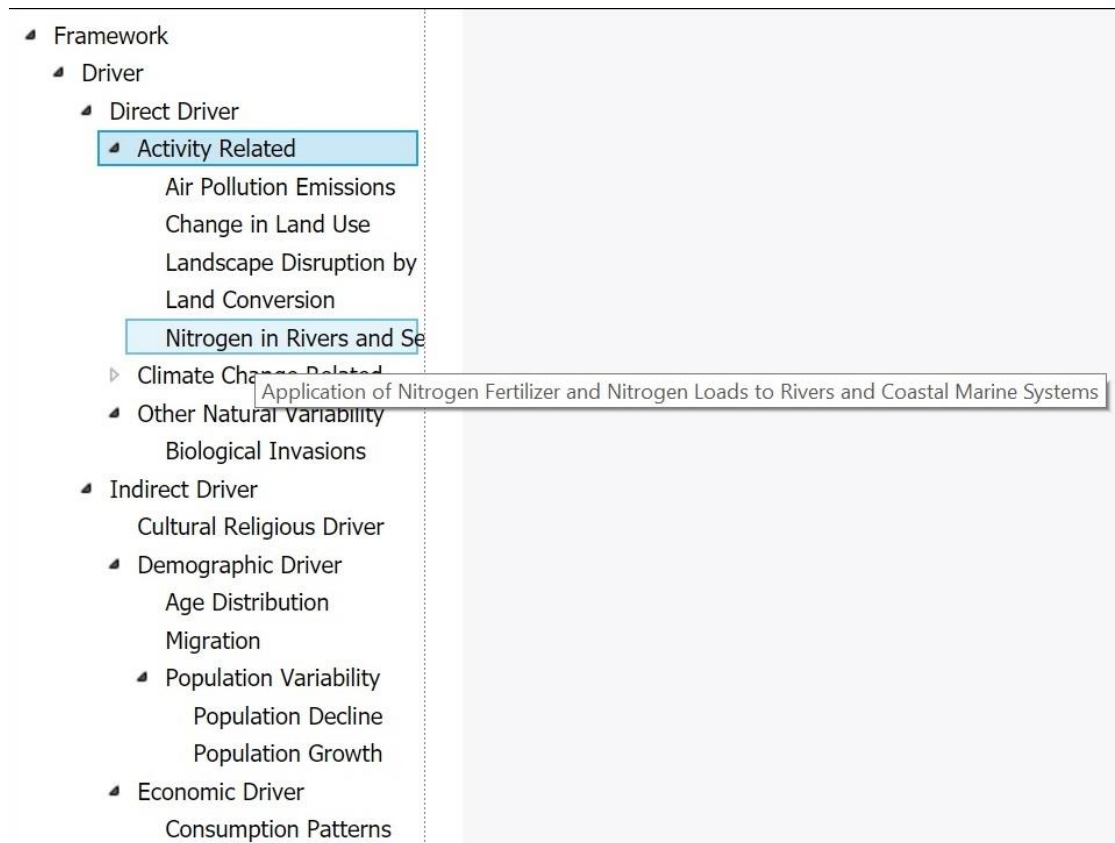 Framework
Driver
Direct Driver
Activity Related
Air Pollution Emissions
Change in Land Use
Landscape Disruption by
Land Conversion
Nitrogen in Rivers and Se
Climate Change Related
Application of Nitrogen Fertilizer and Nitrogen Loads to Rivers and Coastal Marine Systems
Other Natural Variability
Biological Invasions
Indirect Driver
Cultural Religious Driver
Demographic Driver
Age Distribution
Migration
Population Variability
Population Decline
Population Growth
Economic Driver
Consumption Patterns